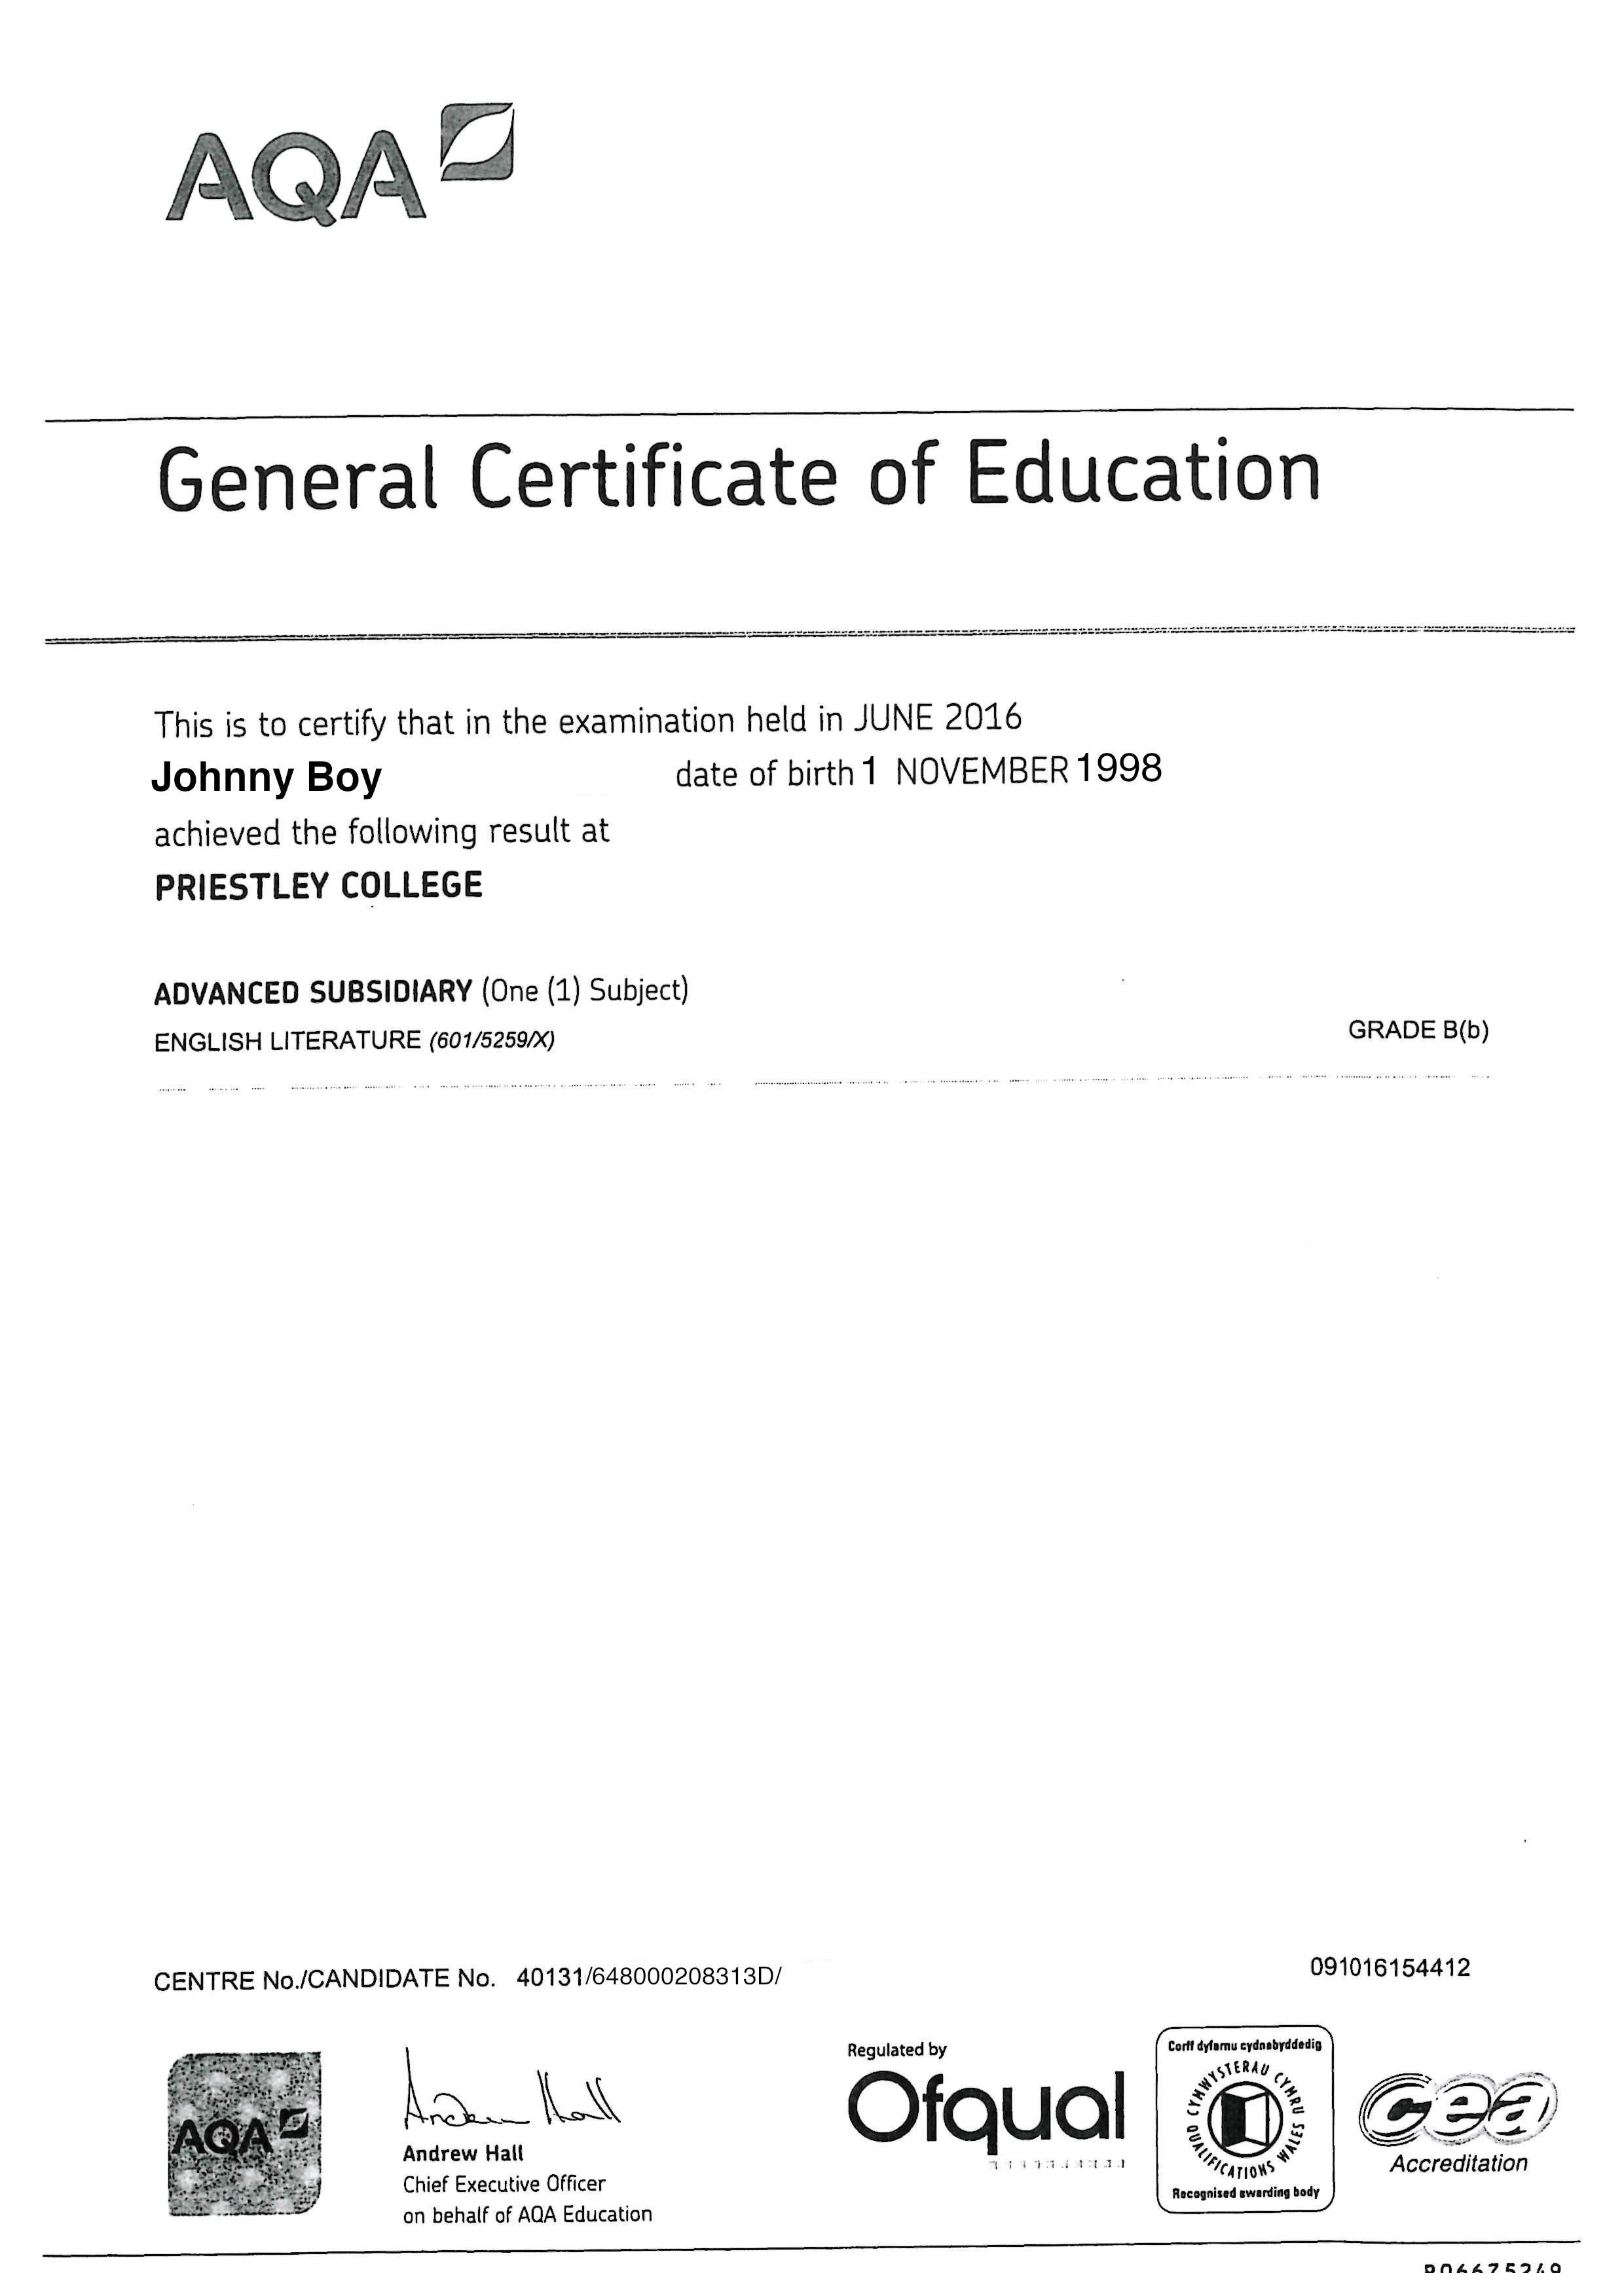 AQA
General Certificate of Education
This is to certify that in the examination held in JUNE 2016
Johnny Boy date of birth 1 NOVEMBER 1998
achieved the following result at
PRIESTLEY COLLEGE
ADVANCED SUBSIDIARY (One (1) Subject)
ENGLISH LITERATURE (601/5259/X) GRADE B(b)
CENTRE No./CANDIDATE No. 40131/648000208313D/ 091016154412
AQA
Andrew Hall
Andrew Hall
Chief Executive Officer
on behalf of AQA Education
Regulated by
Ofqual
Corff dyfarnu cydnabyddedig
CYMWYSTERAU CYMRU
QUALIFICATIONS WALES
Recognised awarding body
cea
Accreditation